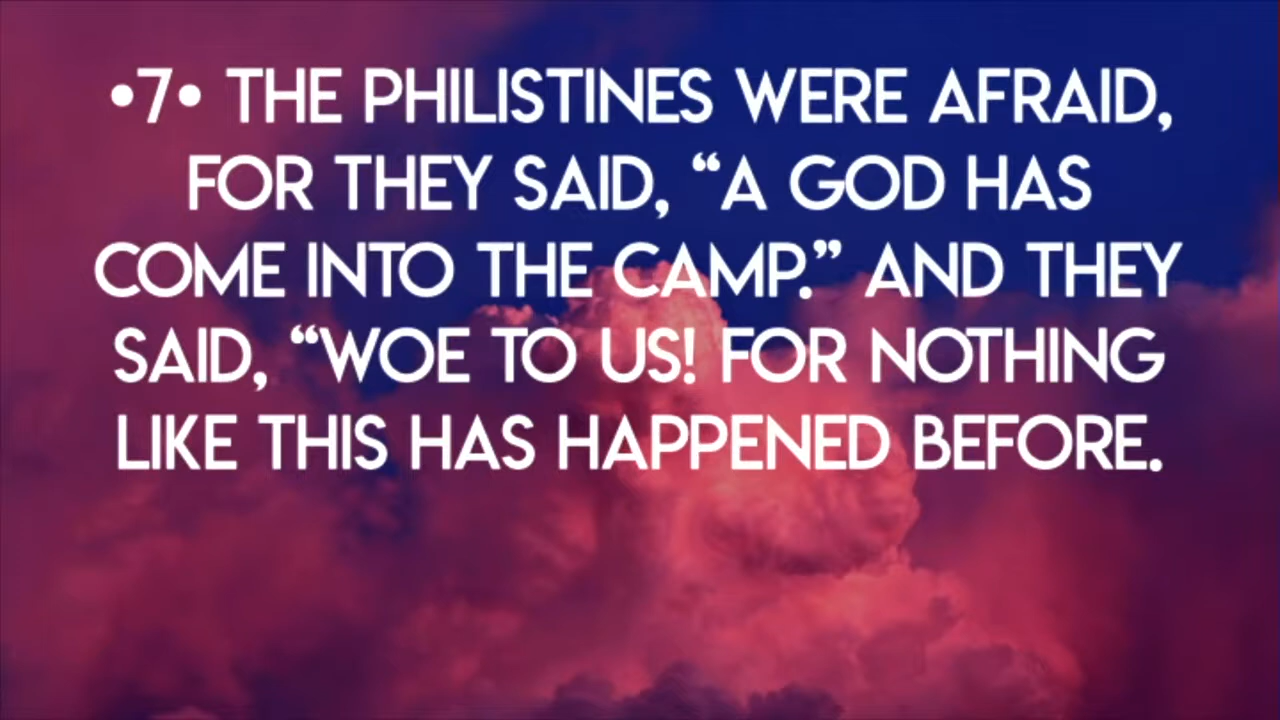 •7• THE PHILISTINES WERE AFRAID,
FOR THEY SAID, “A GOD HAS
COME INTO THE CAMP.” AND THEY
SAID, “WOE TO US! FOR NOTHING
LIKE THIS HAS HAPPENED BEFORE.